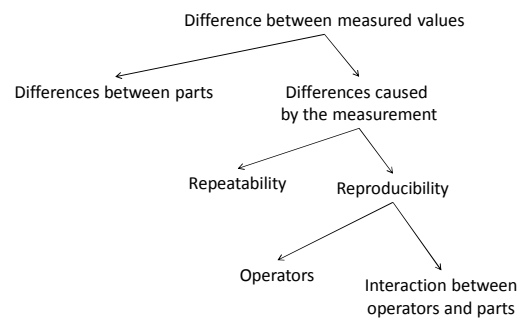 Difference between measured values
Differences between parts
Differences caused
by the measurement
Repeatability
Reproducibility
Operators
Interaction between
operators and parts